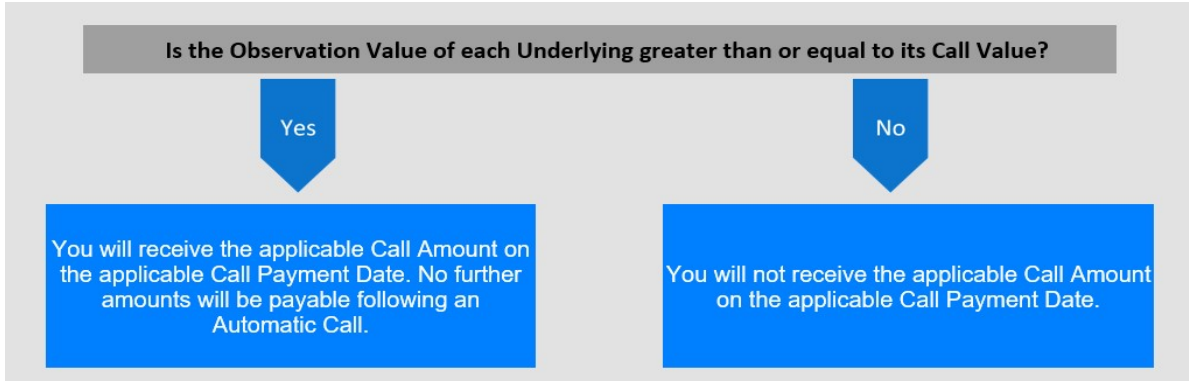 Is the Observation Value of each Underlying greater than or equal to its Call Value?
Yes
No
You will receive the applicable Call Amount on
the applicable Call Payment Date. No further
amounts will be payable following an
Automatic Call.
You will not receive the applicable Call Amount
on the applicable Call Payment Date.